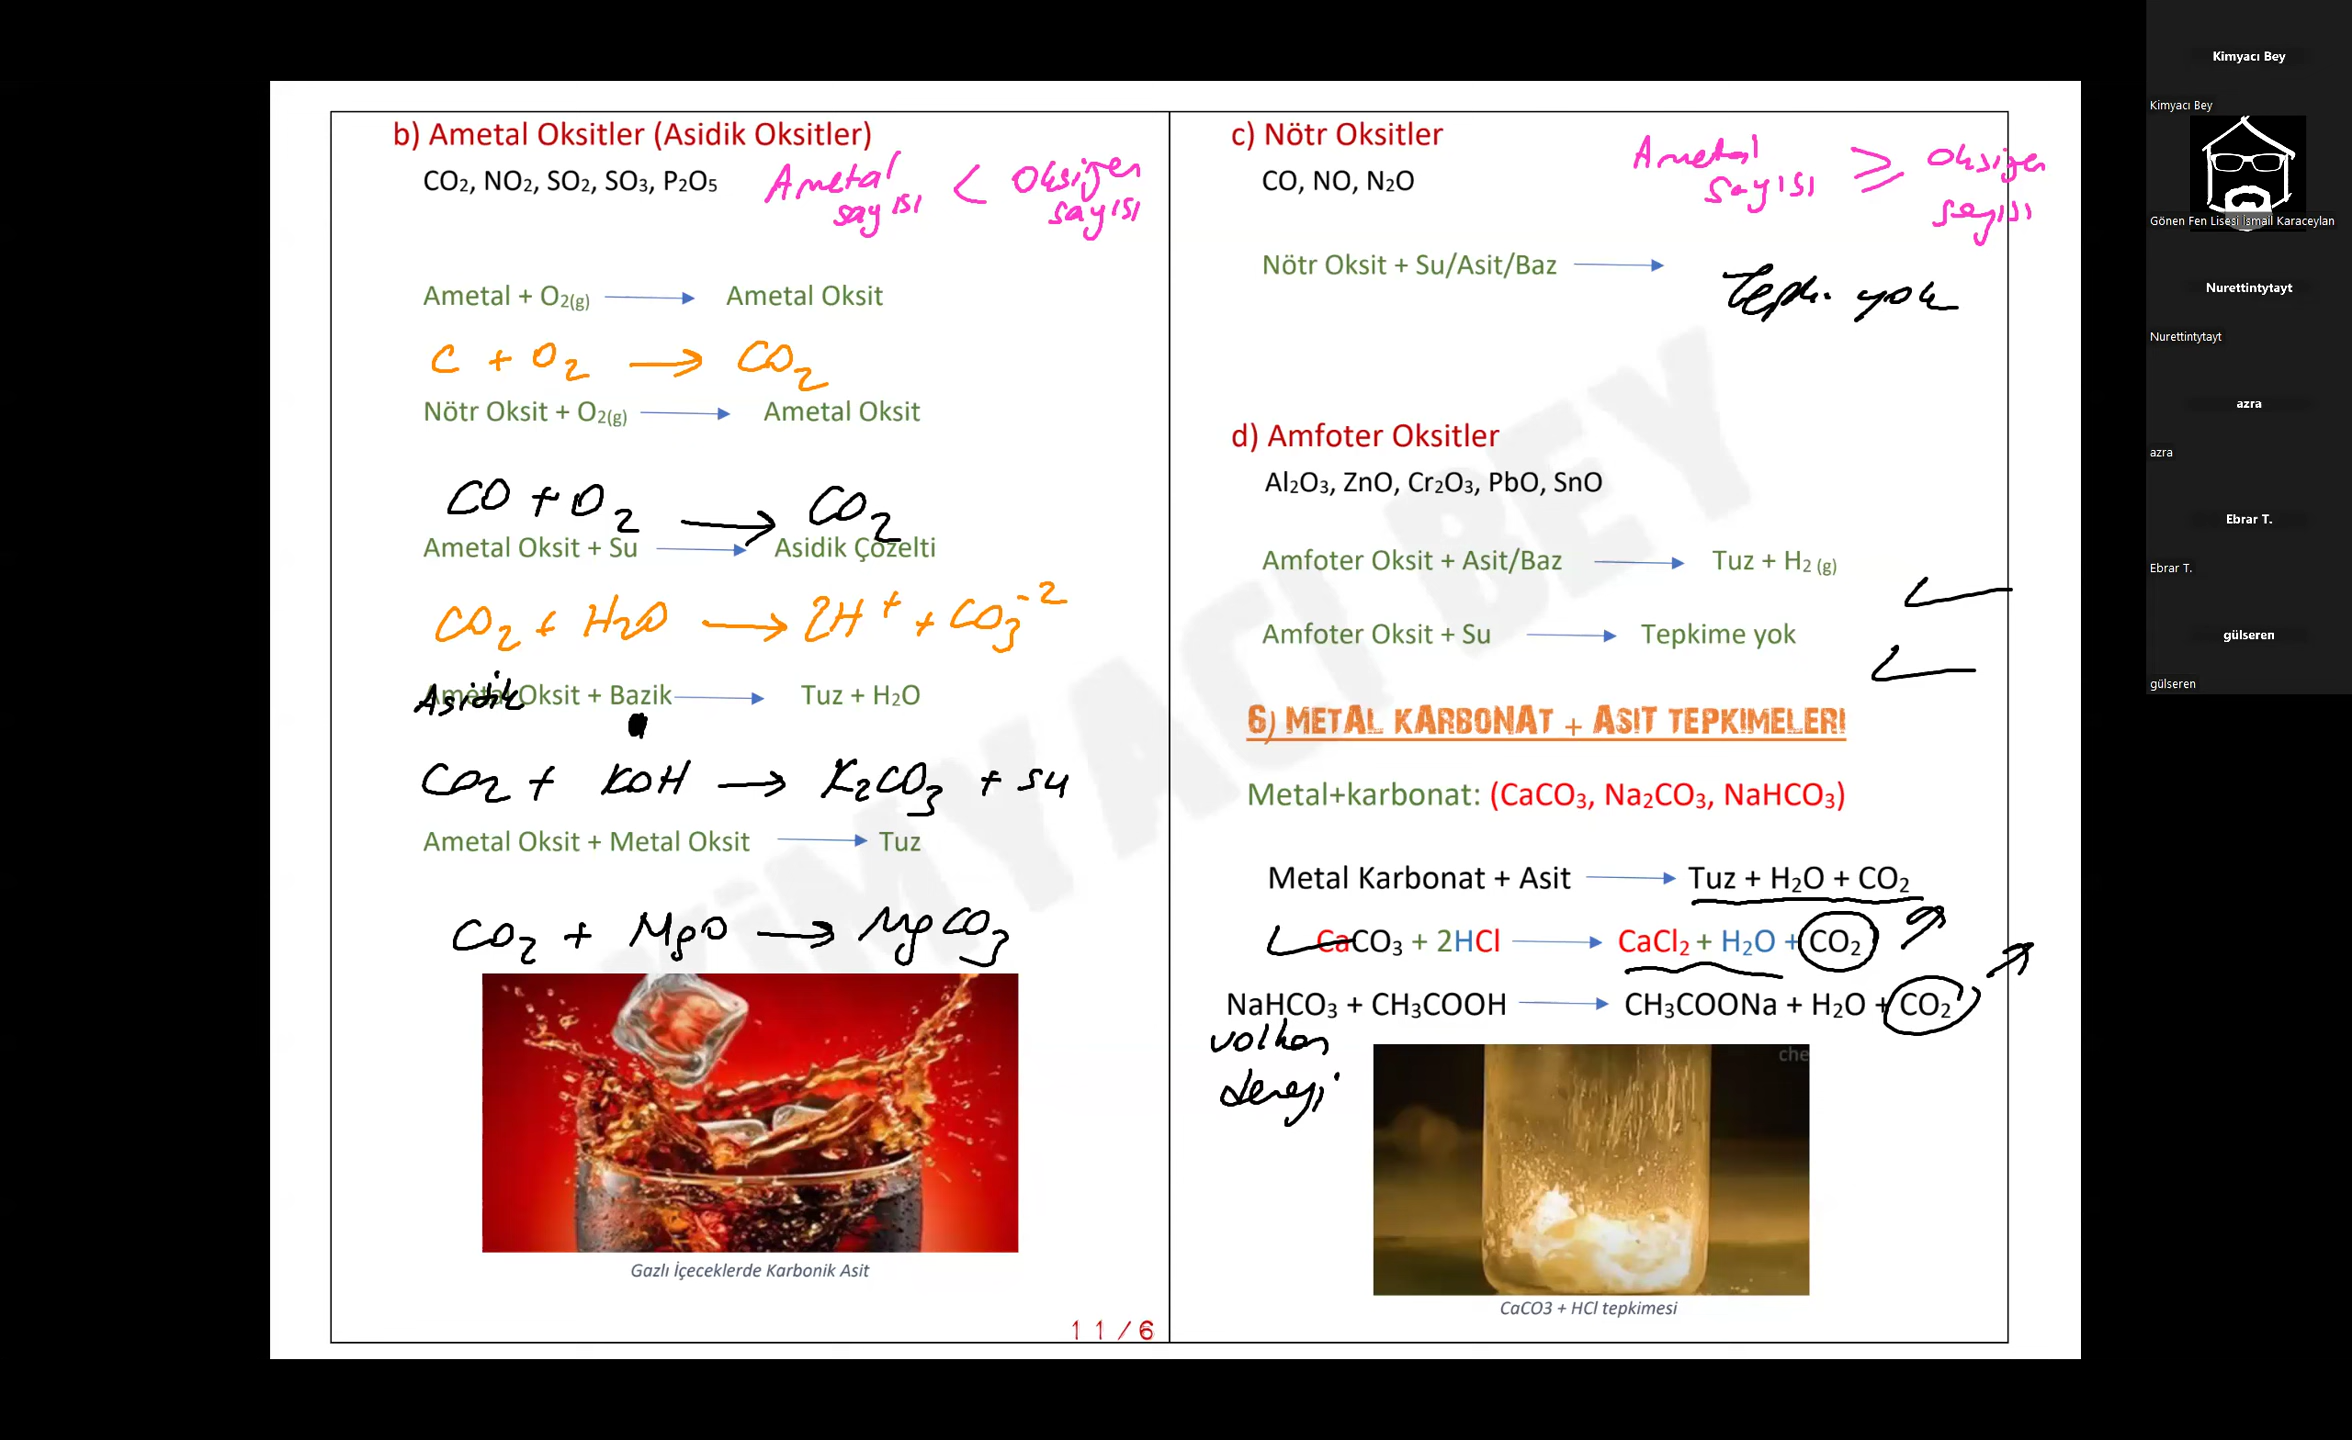 b) Ametal Oksitler (Asidik Oksitler)
CO₂, NO₂, SO₂, SO₃, P₂O₅
Ametal sayısı < Oksijen sayısı
Ametal + O₂(g) → Ametal Oksit
C + O₂ → CO₂
Nötr Oksit + O₂(g) → Ametal Oksit
CO + O₂ → CO₂
Ametal Oksit + Su → Asidik Çözelti
CO₂ + H₂O → 2H⁺ + CO₃⁻²
Asidik
Ametal Oksit + Bazik → Tuz + H₂O
CO₂ + KOH → K₂CO₃ + su
Ametal Oksit + Metal Oksit → Tuz
CO₂ + MgO → MgCO₃
Gazlı İçeceklerde Karbonik Asit
11/6
c) Nötr Oksitler
CO, NO, N₂O
Ametal sayısı ≥ Oksijen sayısı
Nötr Oksit + Su/Asit/Baz →
Tepk. yok
d) Amfoter Oksitler
Al₂O₃, ZnO, Cr₂O₃, PbO, SnO
Amfoter Oksit + Asit/Baz → Tuz + H₂ (g)
Amfoter Oksit + Su → Tepkime yok
6) METAL KARBONAT + ASIT TEPKIMELERI
Metal+karbonat: (CaCO₃, Na₂CO₃, NaHCO₃)
Metal Karbonat + Asit → Tuz + H₂O + CO₂
CaCO₃ + 2HCl → CaCl₂ + H₂O + CO₂
NaHCO₃ + CH₃COOH → CH₃COONa + H₂O + CO₂
volkan
deneyi
che
CaCO3 + HCl tepkimesi
KİMYACI BEY
Kimyacı Bey
Kimyacı Bey
Gönen Fen Lisesi İsmail Karaceylan
Nurettintytayt
Nurettintytayt
azra
azra
Ebrar T.
Ebrar T.
gülseren
gülseren